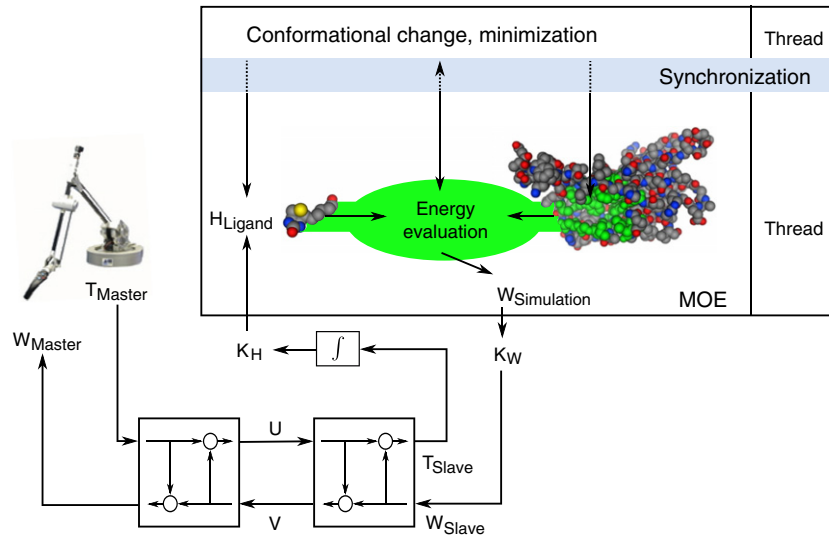 Conformational change, minimization
Thread
Synchronization
H_Ligand
Energy
evaluation
Thread
T_Master
W_Simulation
MOE
W_Master
K_H
∫
K_W
U
T_Slave
V
W_Slave